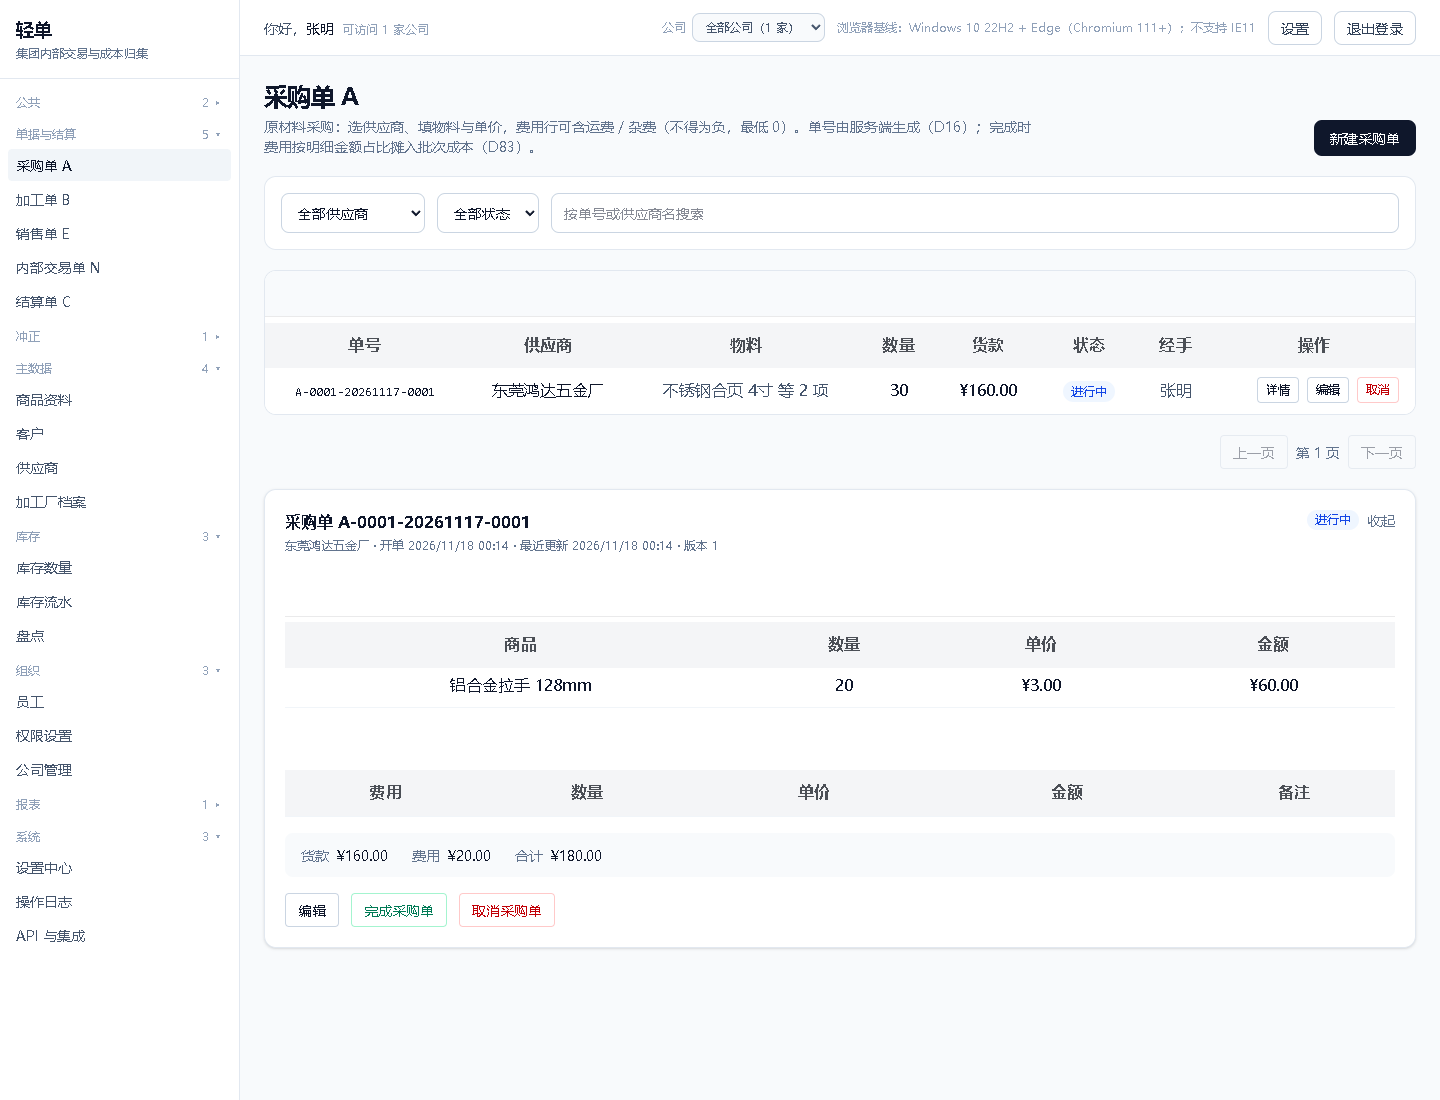 轻单
集团内部交易与成本归集
公共 2
单据与结算 5
采购单 A
加工单 B
销售单 E
内部交易单 N
结算单 C
冲正 1
主数据 4
商品资料
客户
供应商
加工厂档案
库存 3
库存数量
库存流水
盘点
组织 3
员工
权限设置
公司管理
报表 1
系统 3
设置中心
操作日志
API 与集成
你好，张明 可访问 1 家公司
公司 全部公司（1 家） 浏览器基线：Windows 10 22H2 + Edge（Chromium 111+）；不支持 IE11 设置 退出登录
采购单 A
原材料采购：选供应商、填物料与单价，费用行可含运费 / 杂费（不得为负，最低 0）。单号由服务端生成（D16）；完成时
费用按明细金额占比摊入批次成本（D83）。
新建采购单
全部供应商 全部状态 按单号或供应商名搜索
单号 供应商 物料 数量 货款 状态 经手 操作
A-0001-20261117-0001 东莞鸿达五金厂 不锈钢合页 4寸 等 2 项 30 ¥160.00 进行中 张明 详情 编辑 取消
上一页 第 1 页 下一页
采购单 A-0001-20261117-0001 进行中 收起
东莞鸿达五金厂 · 开单 2026/11/18 00:14 · 最近更新 2026/11/18 00:14 · 版本 1
商品 数量 单价 金额
铝合金拉手 128mm 20 ¥3.00 ¥60.00
费用 数量 单价 金额 备注
货款 ¥160.00 费用 ¥20.00 合计 ¥180.00
编辑 完成采购单 取消采购单